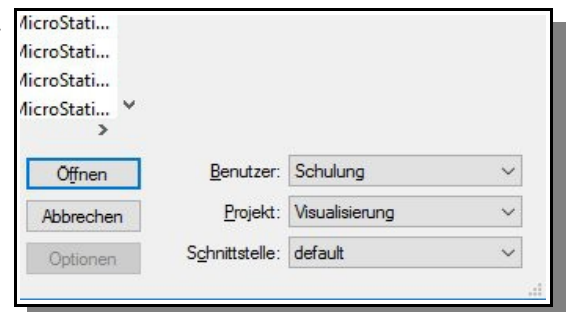 MicroStati...
MicroStati...
MicroStati...
MicroStati...
Öffnen
Benutzer: Schulung
Abbrechen
Projekt: Visualisierung
Optionen
Schnittstelle: default